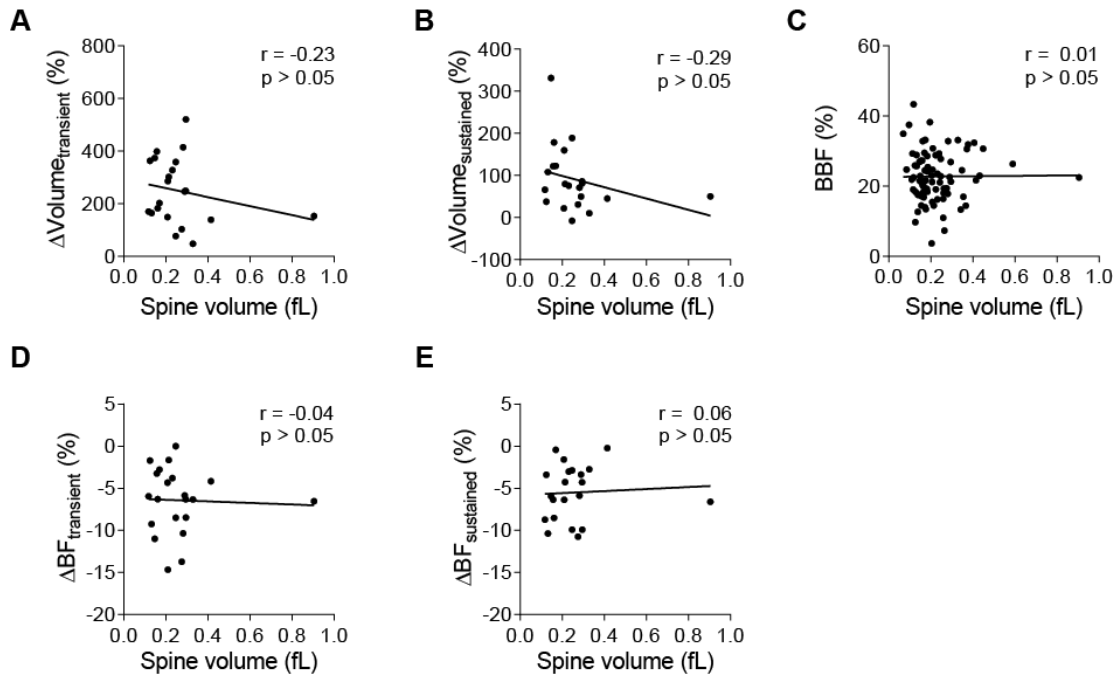 A
ΔVolumetransient (%)
800
600
400
200
0
0.0 0.2 0.4 0.6 0.8 1.0
Spine volume (fL)
r = -0.23
p > 0.05
B
ΔVolumesustained (%)
400
300
200
100
0
-100
0.0 0.2 0.4 0.6 0.8 1.0
Spine volume (fL)
r = -0.29
p > 0.05
C
BBF (%)
60
40
20
0
0.0 0.2 0.4 0.6 0.8 1.0
Spine volume (fL)
r = 0.01
p > 0.05
D
ΔBFtransient (%)
5
0
-5
-10
-15
-20
0.0 0.2 0.4 0.6 0.8 1.0
Spine volume (fL)
r = -0.04
p > 0.05
E
ΔBFsustained (%)
5
0
-5
-10
-15
-20
0.0 0.2 0.4 0.6 0.8 1.0
Spine volume (fL)
r = 0.06
p > 0.05